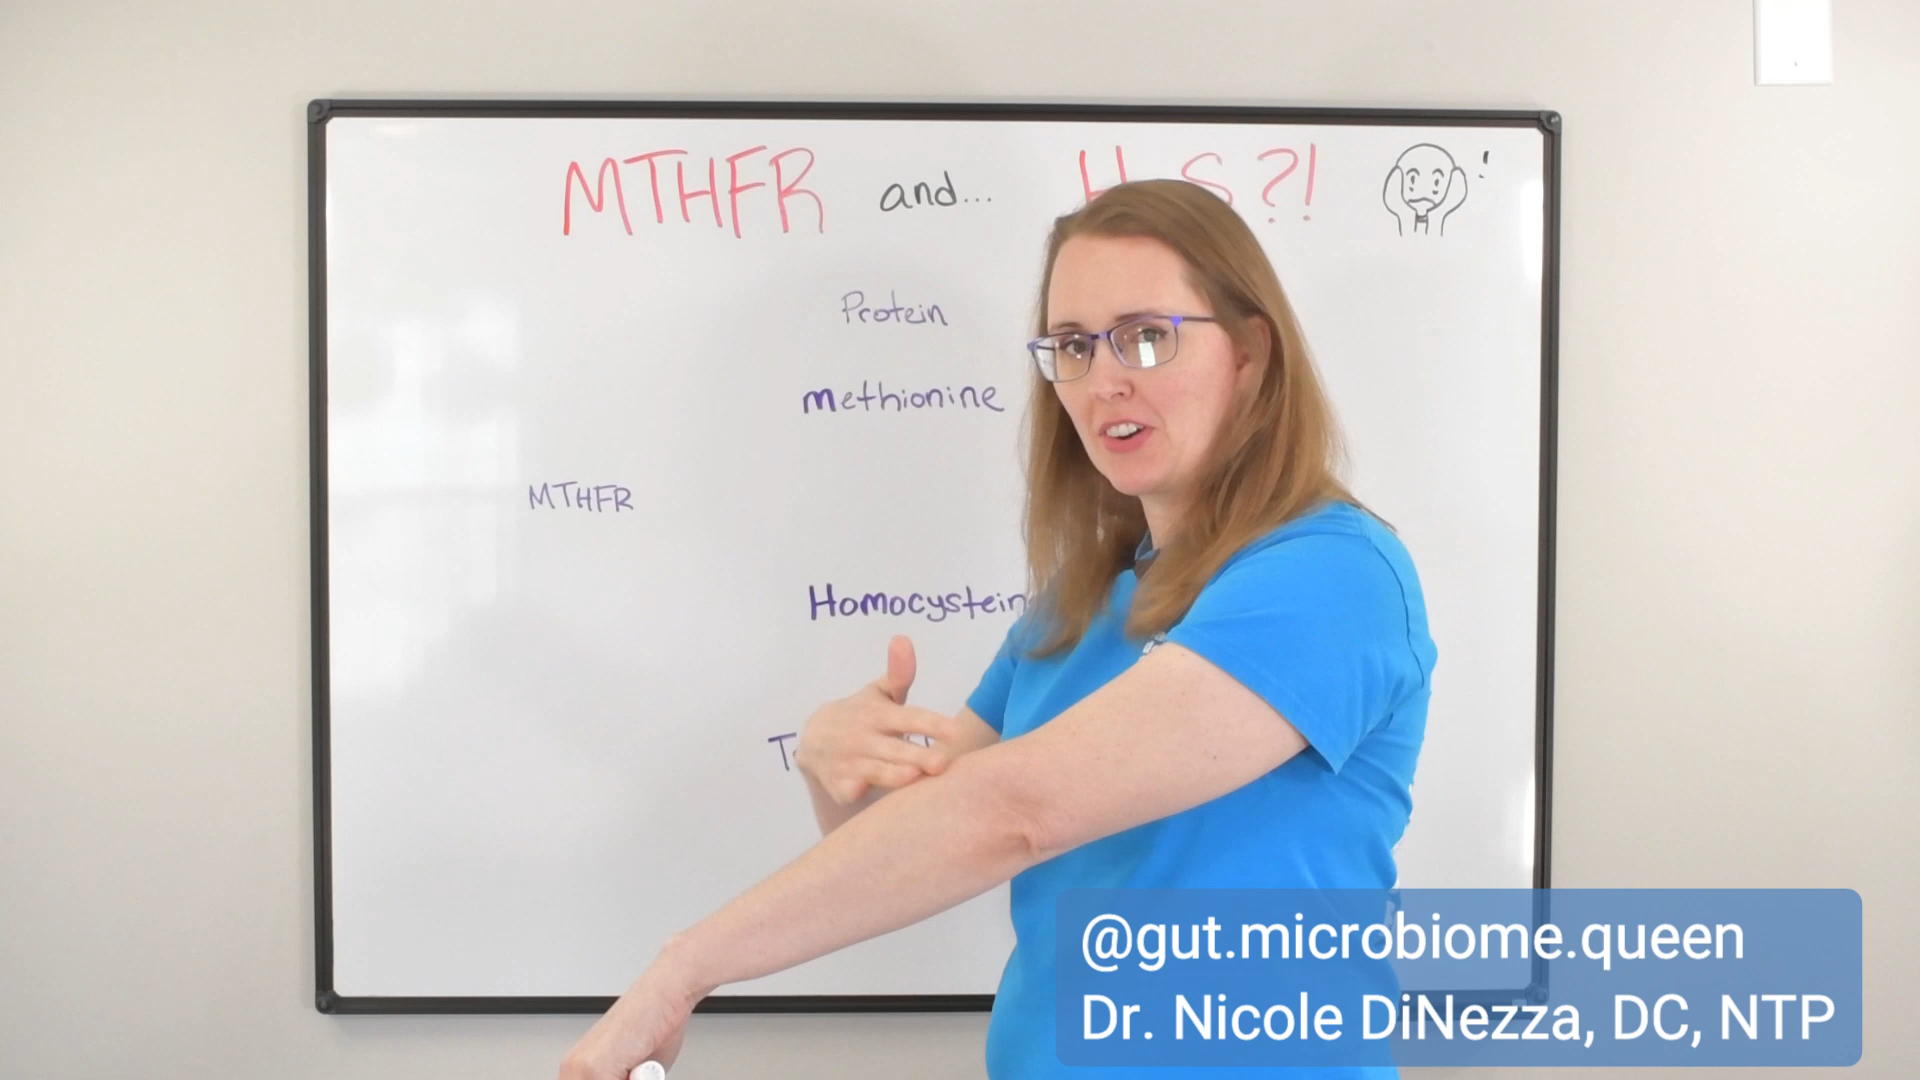 MTHFR and... H S?!
!
Protein
methionine
MTHFR
Homocystein
@gut.microbiome.queen
Dr. Nicole DiNezza, DC, NTP